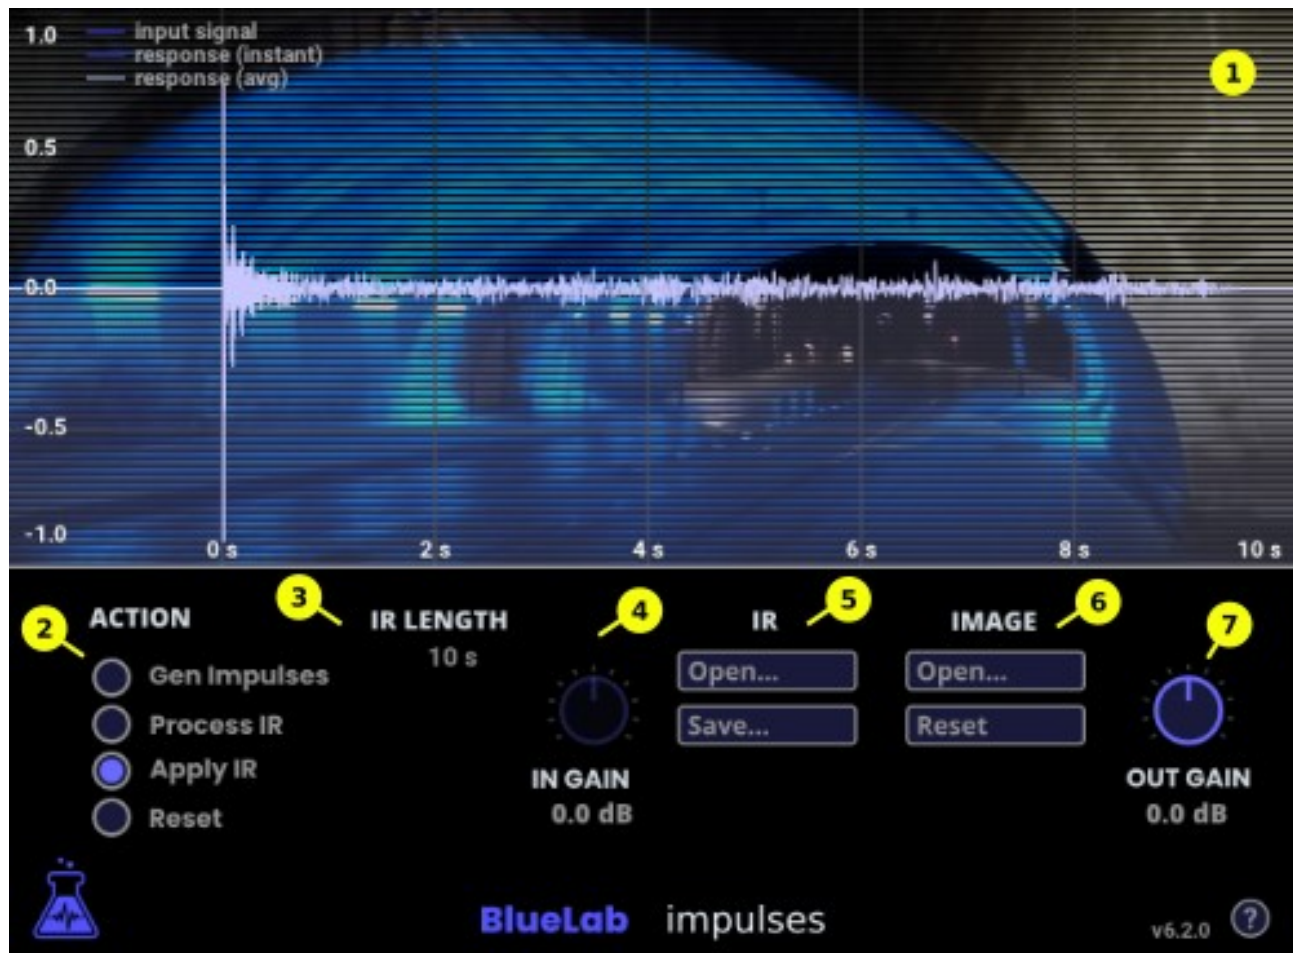 1.0
input signal
response (instant)
response (avg)
1
0.5
0.0
-0.5
-1.0
0 s 2 s 4 s 6 s 8 s 10 s
2
ACTION
Gen Impulses
Process IR
Apply IR
Reset
3
IR LENGTH
10 s
4
IN GAIN
0.0 dB
5
IR
Open...
Save...
6
IMAGE
Open...
Reset
7
OUT GAIN
0.0 dB
BlueLab impulses
v6.2.0
?